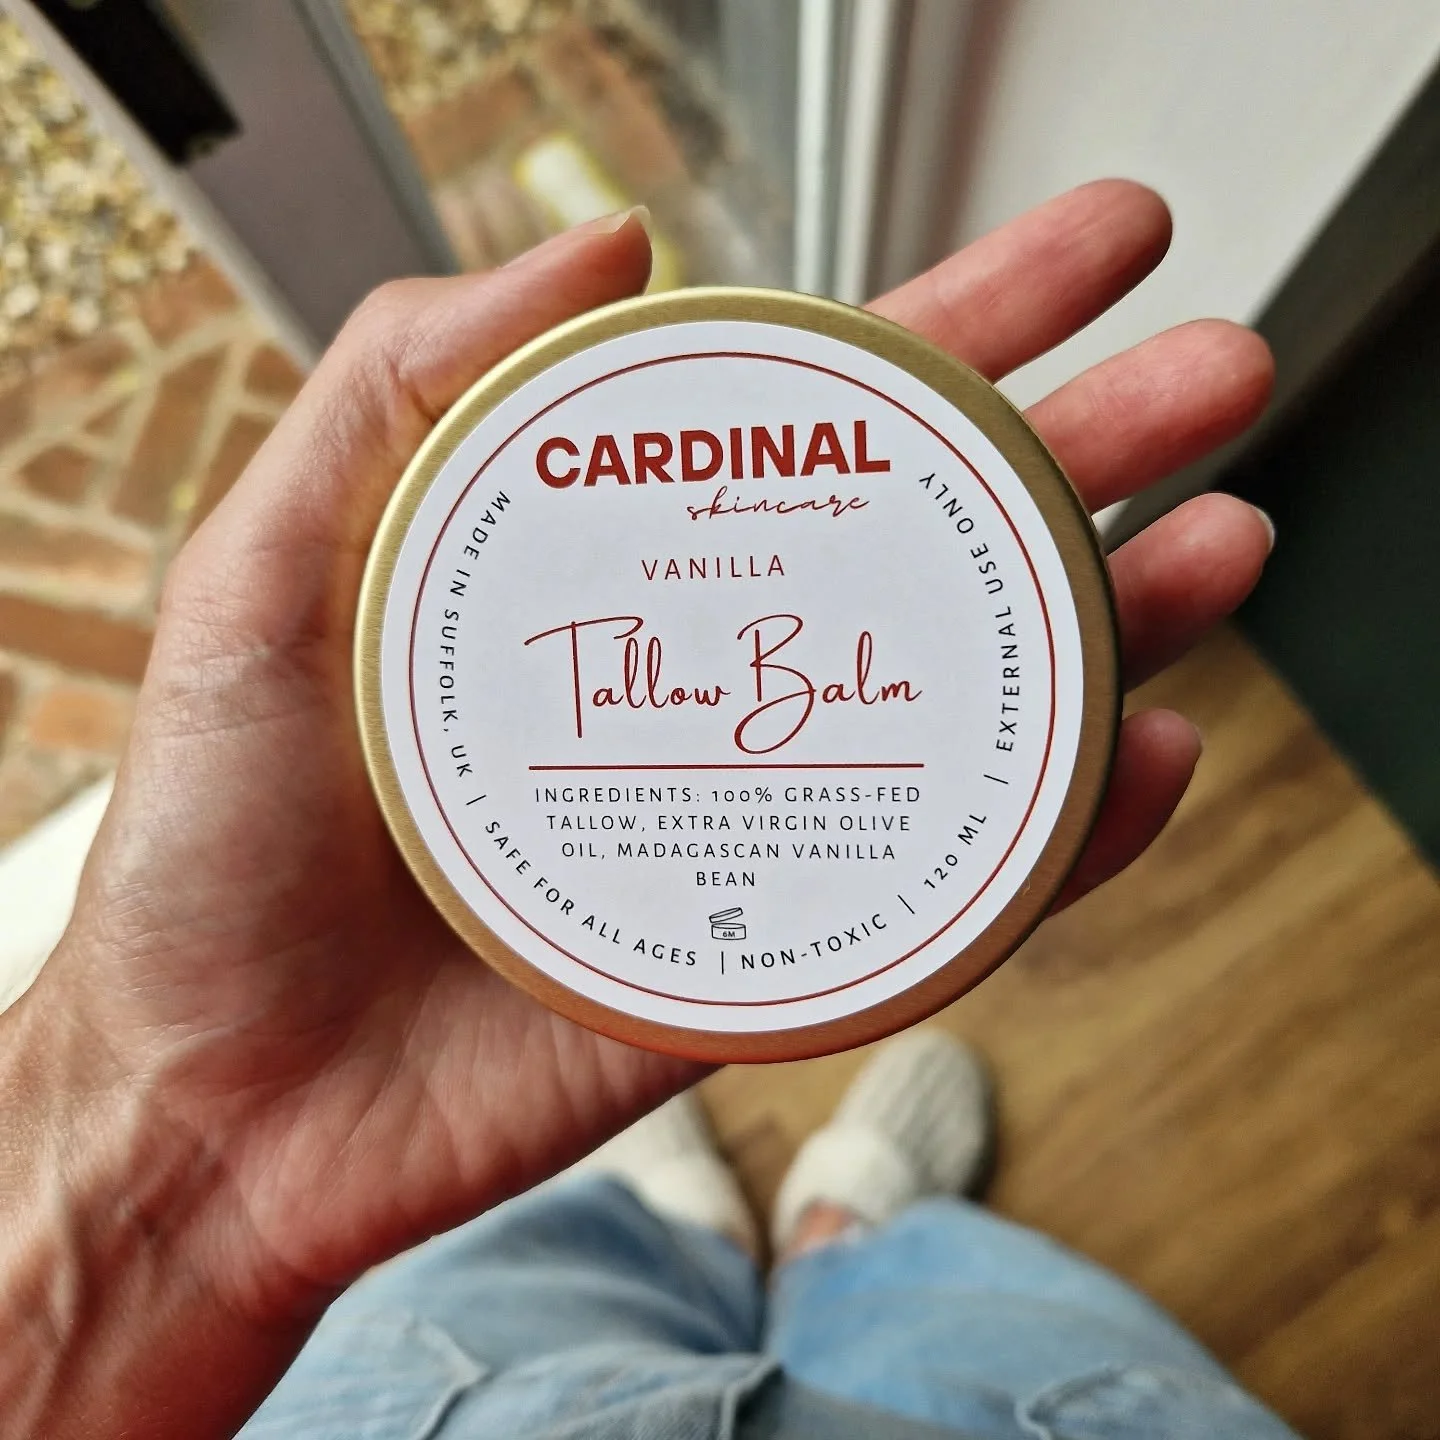 CARDINAL
skincare
VANILLA
Tallow Balm
INGREDIENTS: 100% GRASS-FED
TALLOW, EXTRA VIRGIN OLIVE
OIL, MADAGASCAN VANILLA
BEAN
6M
MADE IN SUFFOLK, UK | SAFE FOR ALL AGES | NON-TOXIC | 120 ML | EXTERNAL USE ONLY